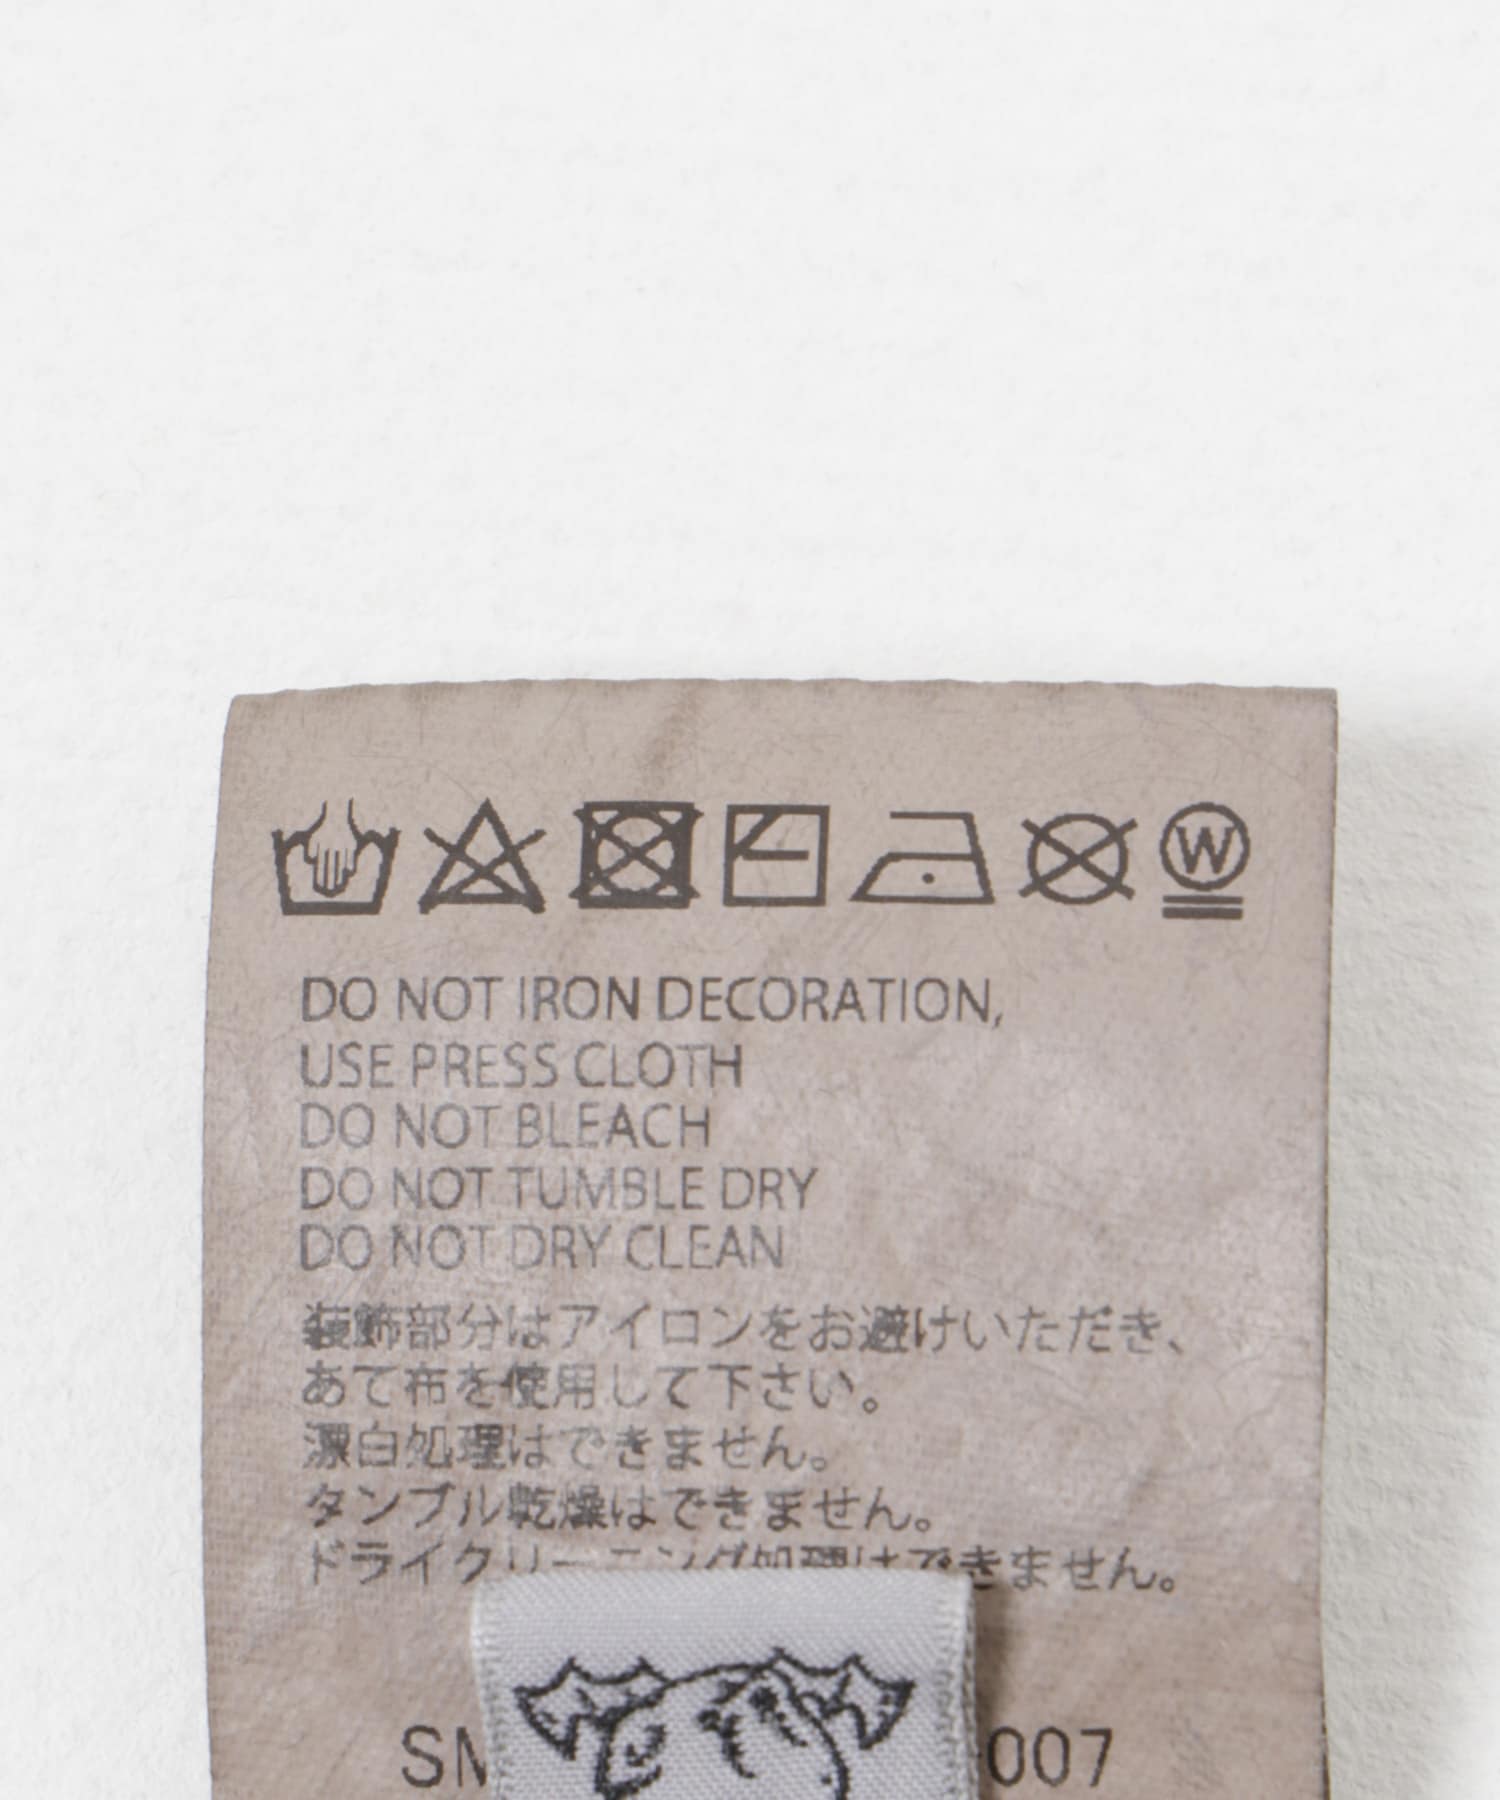 W
DO NOT IRON DECORATION,
USE PRESS CLOTH
DO NOT BLEACH
DO NOT TUMBLE DRY
DO NOT DRY CLEAN
装飾部分はアイロンをお避けいただき、
あて布を使用して下さい。
漂白処理はできません。
タンブル乾燥はできません。
ドライクリーニング処理はできません。
007